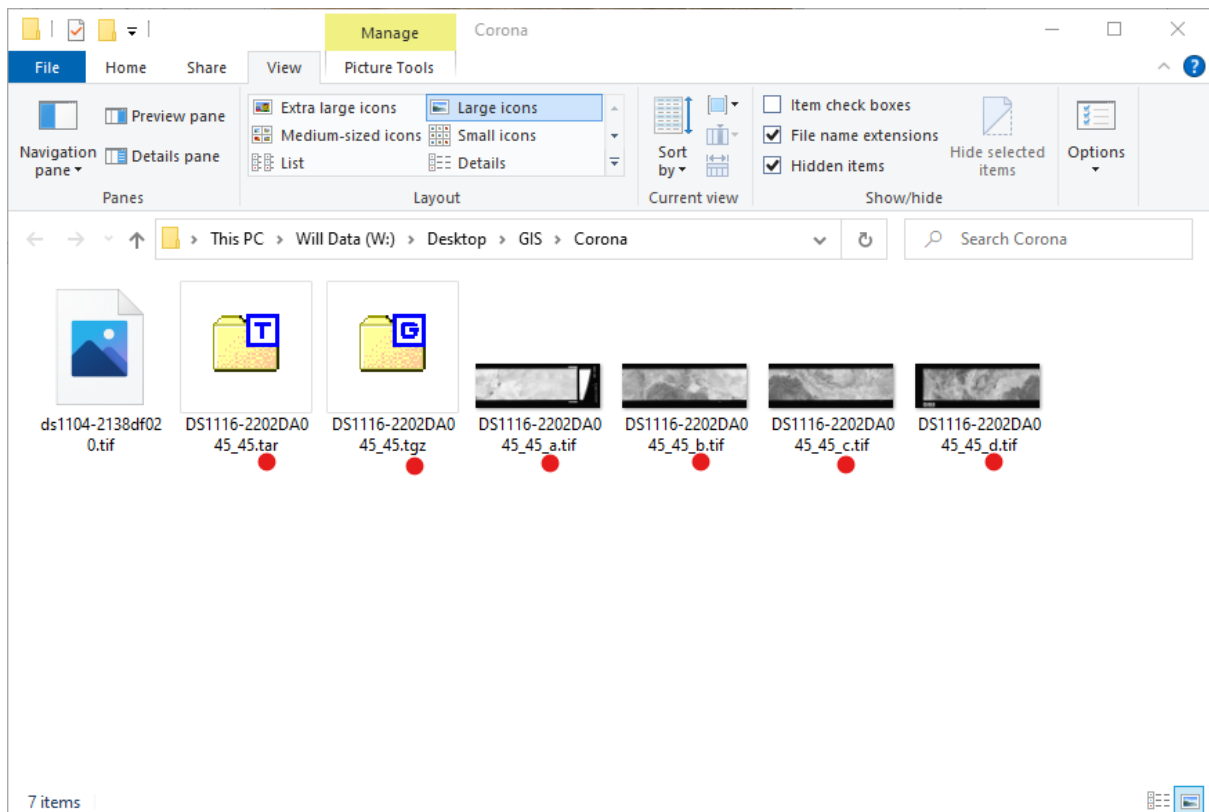 Manage
Corona
File
Home
Share
View
Picture Tools
Navigation
pane
Preview pane
Details pane
Extra large icons
Large icons
Medium-sized icons
Small icons
List
Details
Sort
by
Item check boxes
File name extensions
Hidden items
Hide selected
items
Options
Panes
Layout
Current view
Show/hide
This PC > Will Data (W:) > Desktop > GIS > Corona
Search Corona
T
G
ds1104-2138df02
0.tif
DS1116-2202DA0
45_45.tar
DS1116-2202DA0
45_45.tgz
DS1116-2202DA0
45_45_a.tif
DS1116-2202DA0
45_45_b.tif
DS1116-2202DA0
45_45_c.tif
DS1116-2202DA0
45_45_d.tif
7 items